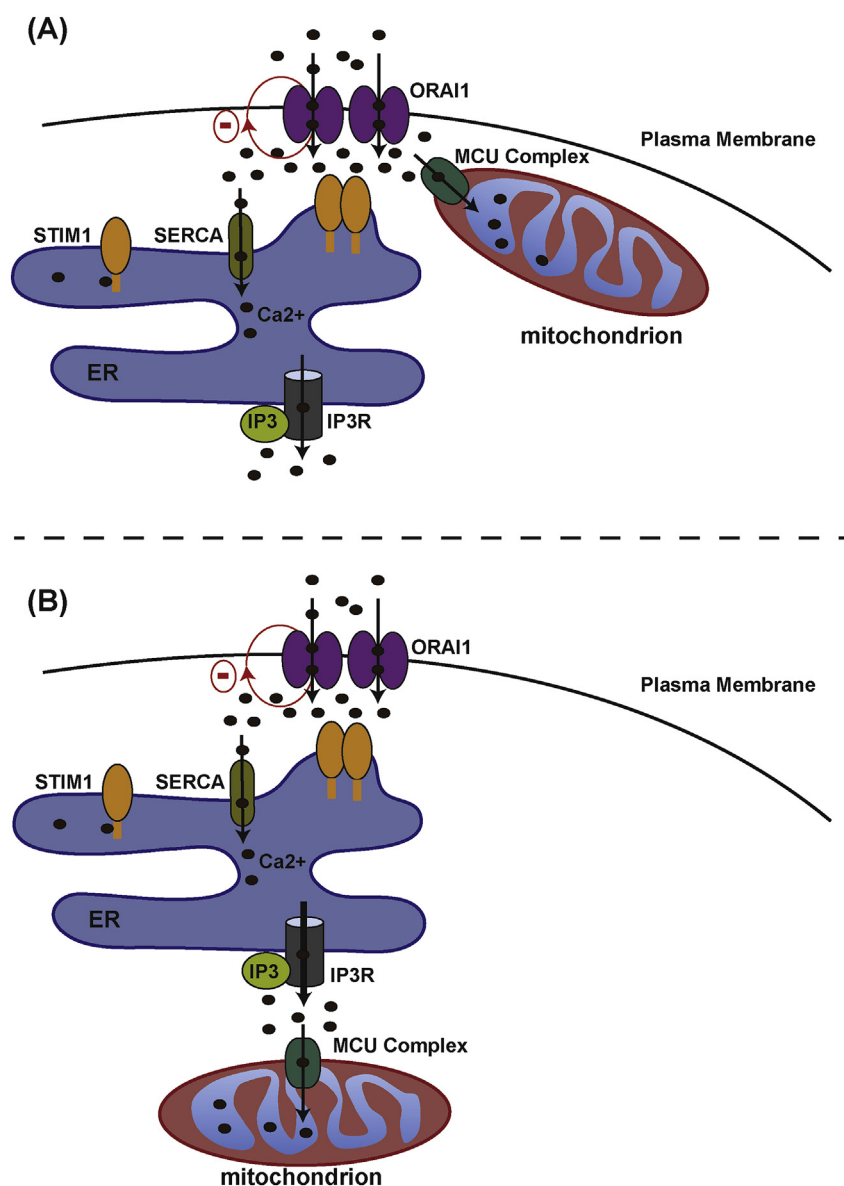 (A)
ORAI1
Plasma Membrane
MCU Complex
STIM1
SERCA
Ca2+
mitochondrion
ER
IP3
IP3R
(B)
ORAI1
Plasma Membrane
STIM1
SERCA
Ca2+
ER
IP3
IP3R
MCU Complex
mitochondrion